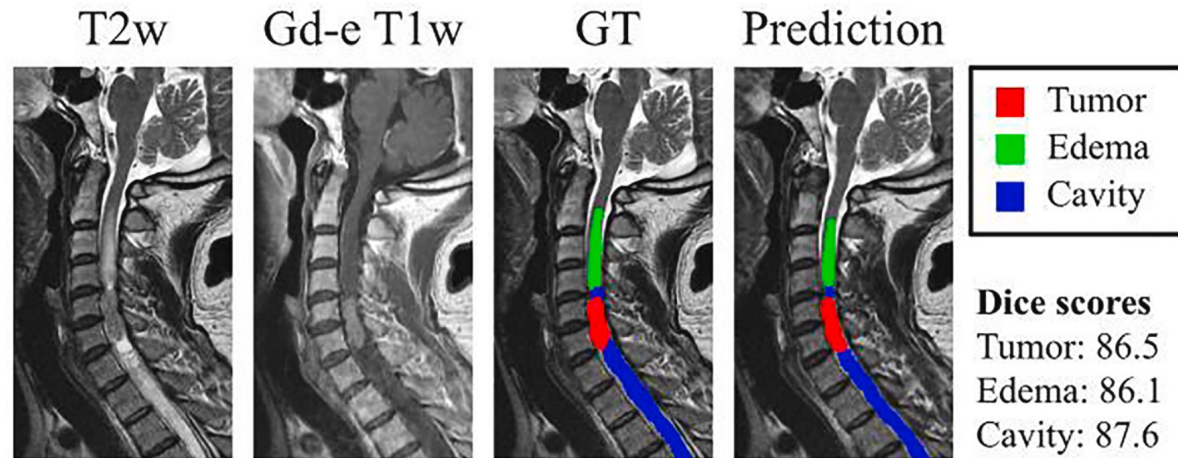 T2w
Gd-e T1w
GT
Prediction
Tumor
Edema
Cavity
Dice scores
Tumor: 86.5
Edema: 86.1
Cavity: 87.6